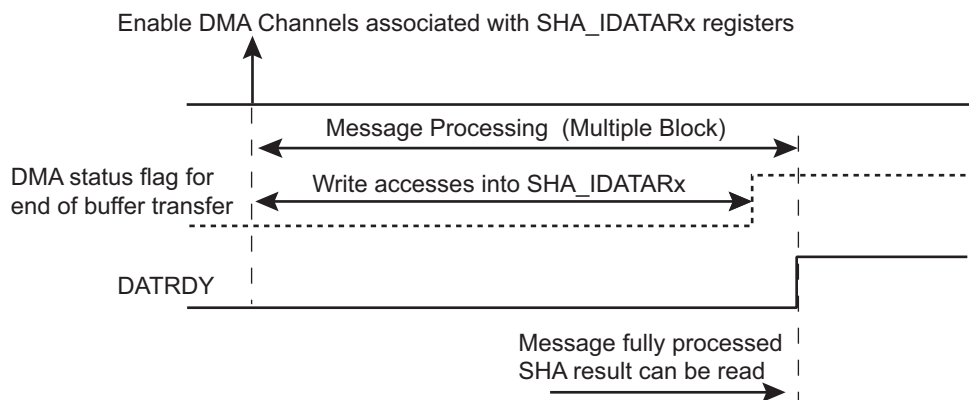 Enable DMA Channels associated with SHA_IDATARx registers
Message Processing (Multiple Block)
DMA status flag for
end of buffer transfer
Write accesses into SHA_IDATARx
DATRDY
Message fully processed
SHA result can be read